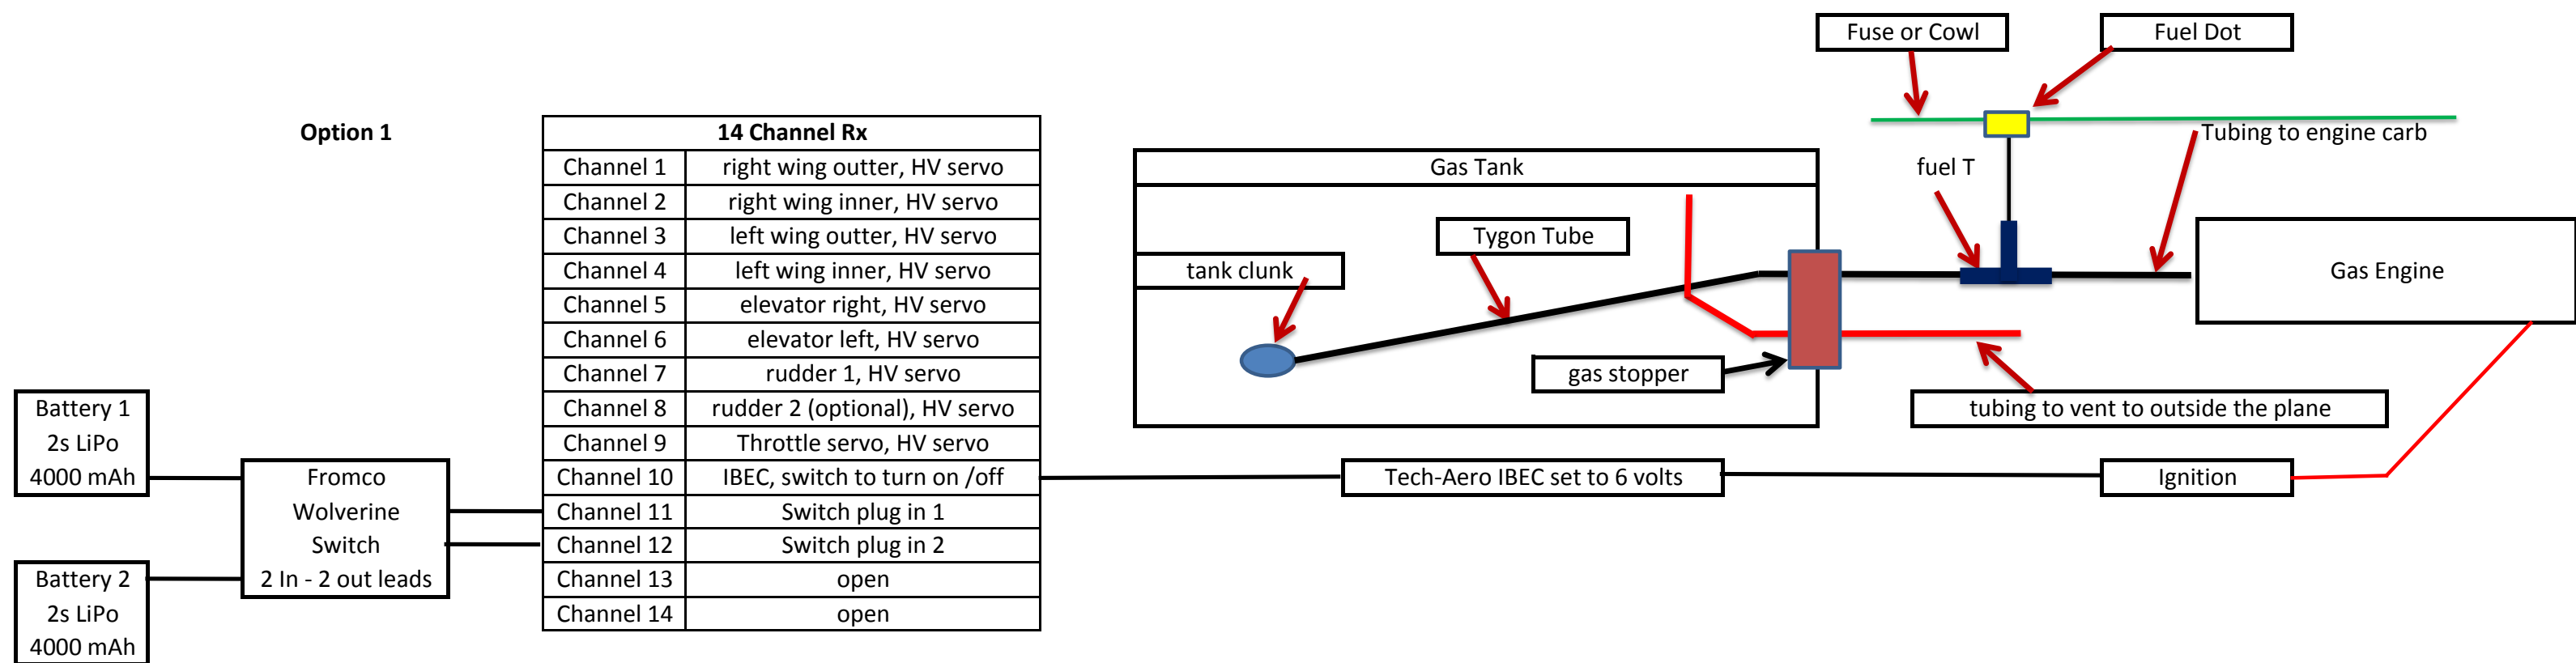 Option 1
Battery 1
2s LiPo
4000 mAh
Battery 2
2s LiPo
4000 mAh
Fromco
Wolverine
Switch
2 In - 2 out leads
14 Channel Rx
Channel 1 right wing outter, HV servo
Channel 2 right wing inner, HV servo
Channel 3 left wing outter, HV servo
Channel 4 left wing inner, HV servo
Channel 5 elevator right, HV servo
Channel 6 elevator left, HV servo
Channel 7 rudder 1, HV servo
Channel 8 rudder 2 (optional), HV servo
Channel 9 Throttle servo, HV servo
Channel 10 IBEC, switch to turn on /off
Channel 11 Switch plug in 1
Channel 12 Switch plug in 2
Channel 13 open
Channel 14 open
Fuse or Cowl
Fuel Dot
Tubing to engine carb
Gas Tank
fuel T
Tygon Tube
tank clunk
Gas Engine
gas stopper
tubing to vent to outside the plane
Tech-Aero IBEC set to 6 volts
Ignition